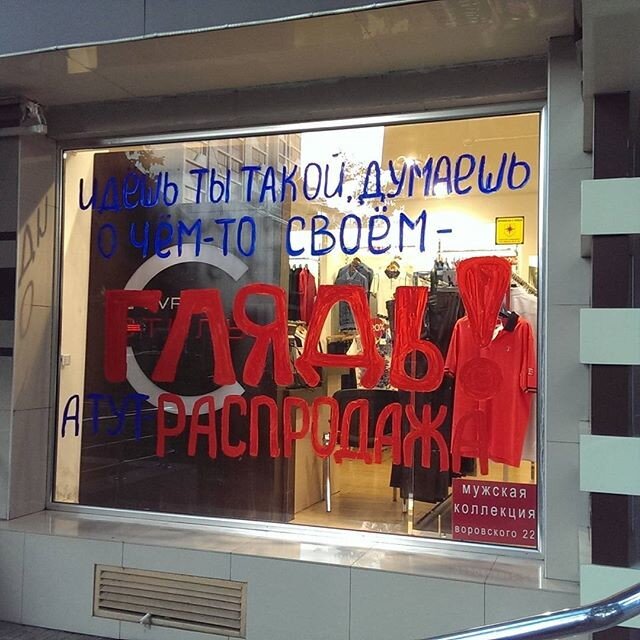 идешь ты такой, думаешь
о чём-то своём-
глядь!
а тут распродажа
мужская
коллекция
воровского 22